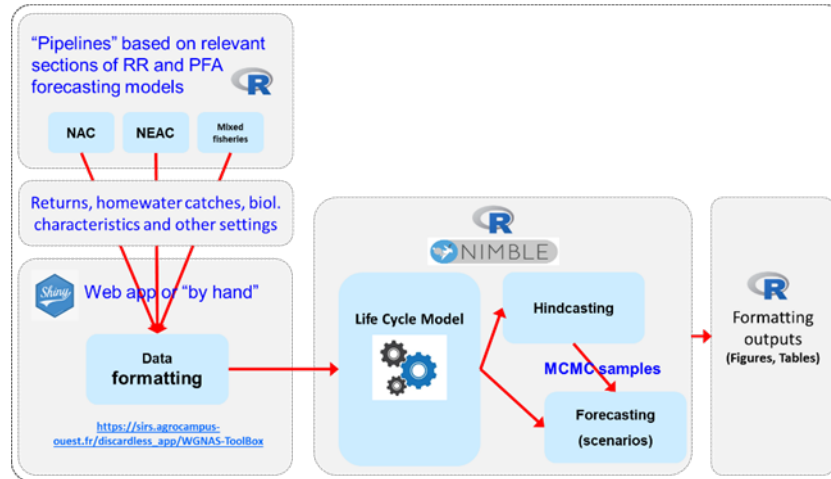 “Pipelines” based on relevant
sections of RR and PFA
forecasting models
R
NAC
NEAC
Mixed
fisheries
Returns, homewater catches, biol.
characteristics and other settings
Shiny
Web app or “by hand”
Data
formatting
https://sirs.agrocampus-
ouest.fr/discardless_app/WGNAS-ToolBox
R
NIMBLE
Life Cycle Model
Hindcasting
MCMC samples
Forecasting
(scenarios)
R
Formatting
outputs
(Figures, Tables)